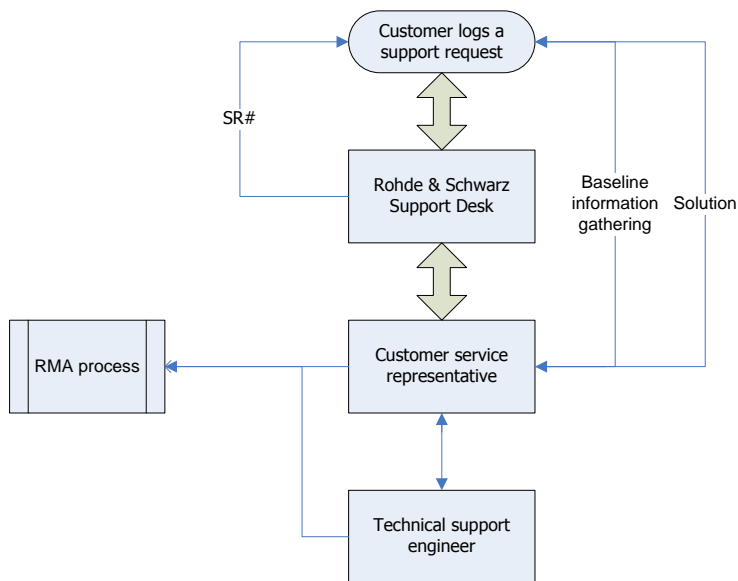 Customer logs a
support request
SR#
Rohde & Schwarz
Support Desk
Baseline
information
gathering
Solution
RMA process
Customer service
representative
Technical support
engineer